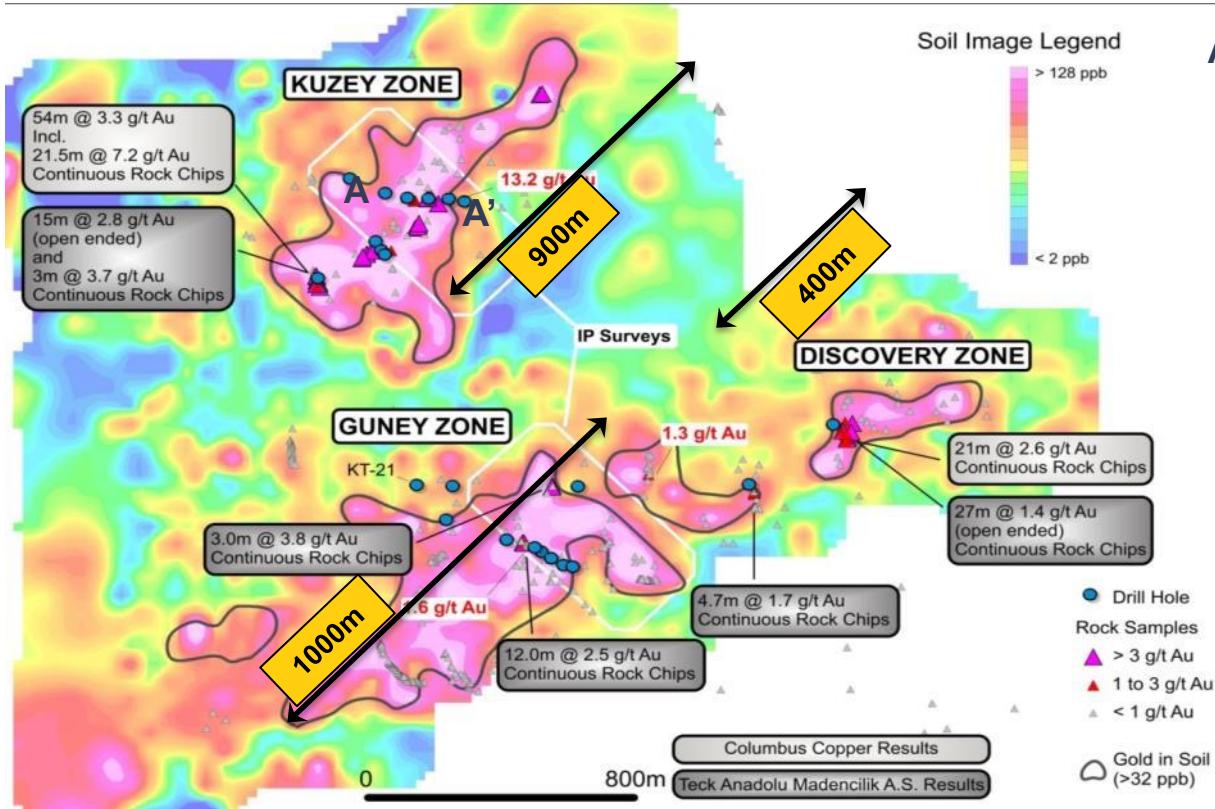 Soil Image Legend
A
> 128 ppb
< 2 ppb
KUZEY ZONE
54m @ 3.3 g/t Au
Incl.
21.5m @ 7.2 g/t Au
Continuous Rock Chips
15m @ 2.8 g/t Au
(open ended)
and
3m @ 3.7 g/t Au
Continuous Rock Chips
A
A'
13.2 g/t Au
900m
400m
IP Surveys
DISCOVERY ZONE
21m @ 2.6 g/t Au
Continuous Rock Chips
27m @ 1.4 g/t Au
(open ended)
Continuous Rock Chips
GUNEY ZONE
KT-21
1.3 g/t Au
3.0m @ 3.8 g/t Au
Continuous Rock Chips
.6 g/t Au
1000m
4.7m @ 1.7 g/t Au
Continuous Rock Chips
12.0m @ 2.5 g/t Au
Continuous Rock Chips
Drill Hole
Rock Samples
> 3 g/t Au
1 to 3 g/t Au
< 1 g/t Au
Gold in Soil
(>32 ppb)
0 800m
Columbus Copper Results
Teck Anadolu Madencilik A.S. Results